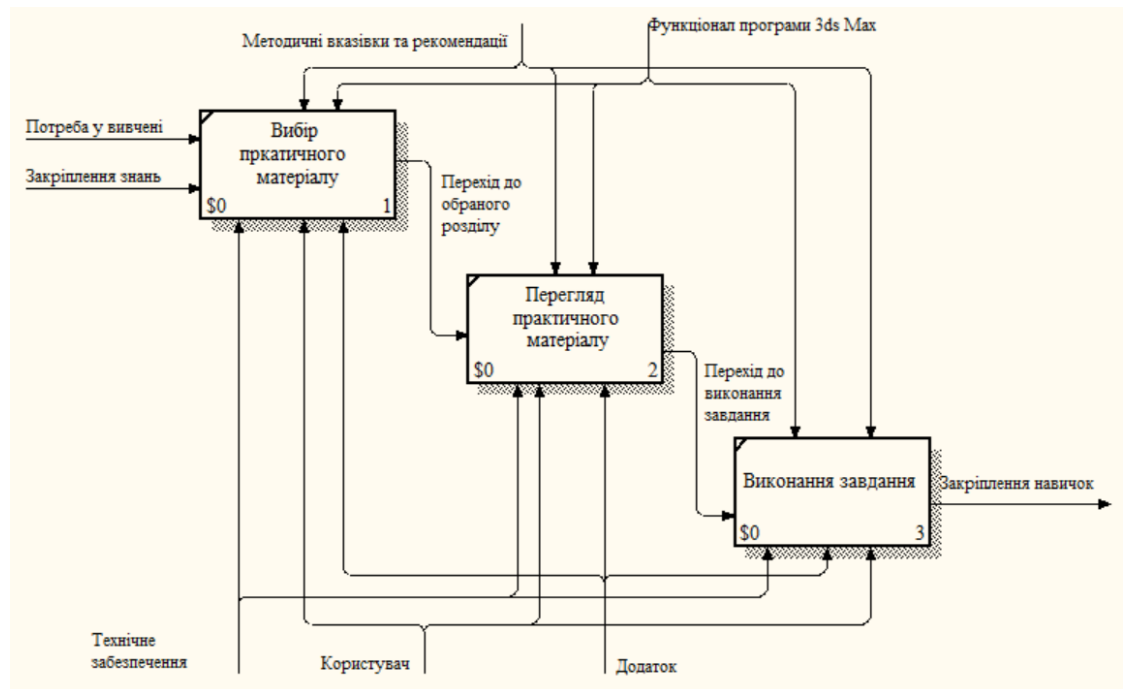 Функціонал програми 3ds Max
Методичні вказівки та рекомендації
Потреба у вивчені
Закріплення знань
Вибір
пркатичного
матеріалу
$0
1
Перехід до
обраного
розділу
Перегляд
практичного
матеріалу
$0
2
Перехід до
виконання
завдання
Виконання завдання
$0
3
Закріплення навичок
Технічне
забезпечення
Користувач
Додаток